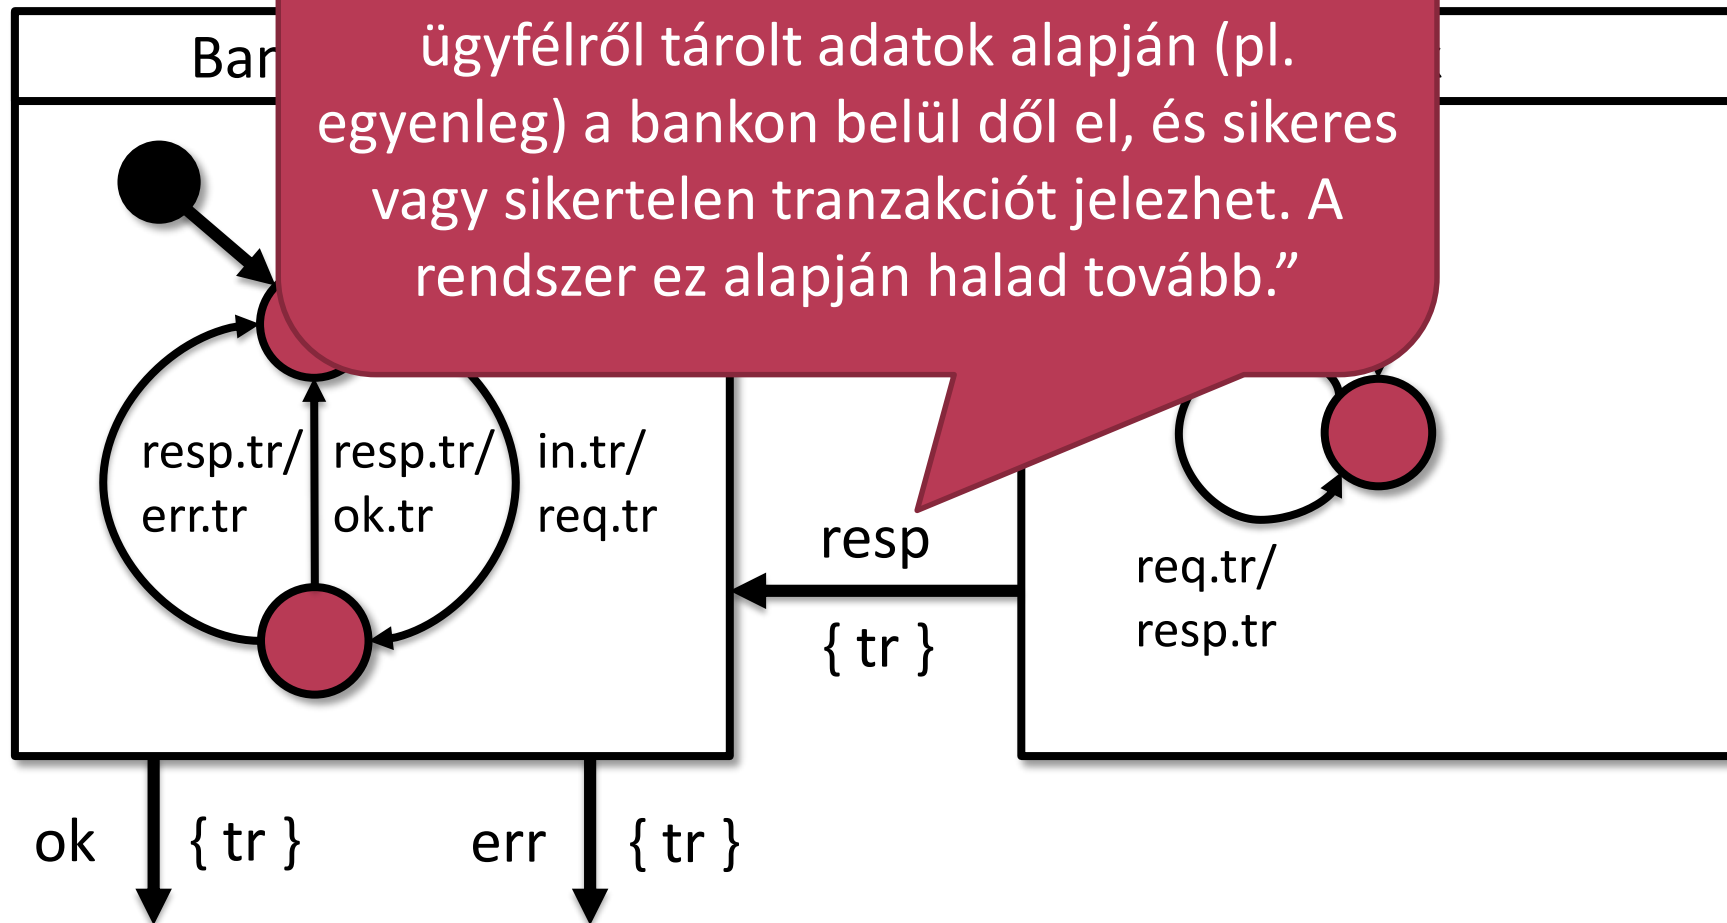 ügyfélről tárolt adatok alapján (pl.
egyenleg) a bankon belül dől el, és sikeres
vagy sikertelen tranzakciót jelezhet. A
rendszer ez alapján halad tovább.”
resp.tr/
err.tr
resp.tr/
ok.tr
in.tr/
req.tr
resp
{ tr }
req.tr/
resp.tr
ok
{ tr }
err
{ tr }